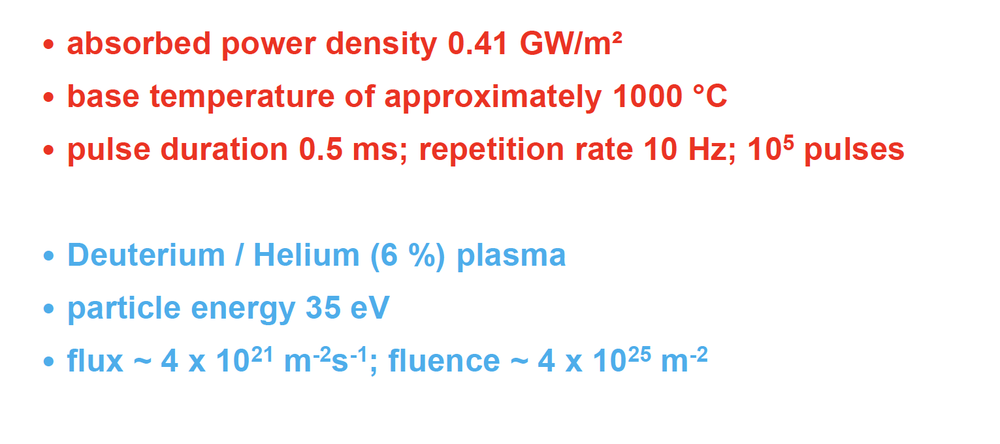 • absorbed power density 0.41 GW/m²
• base temperature of approximately 1000 °C
• pulse duration 0.5 ms; repetition rate 10 Hz; 10⁵ pulses
• Deuterium / Helium (6 %) plasma
• particle energy 35 eV
• flux ~ 4 x 10²¹ m⁻²s⁻¹; fluence ~ 4 x 10²⁵ m⁻²